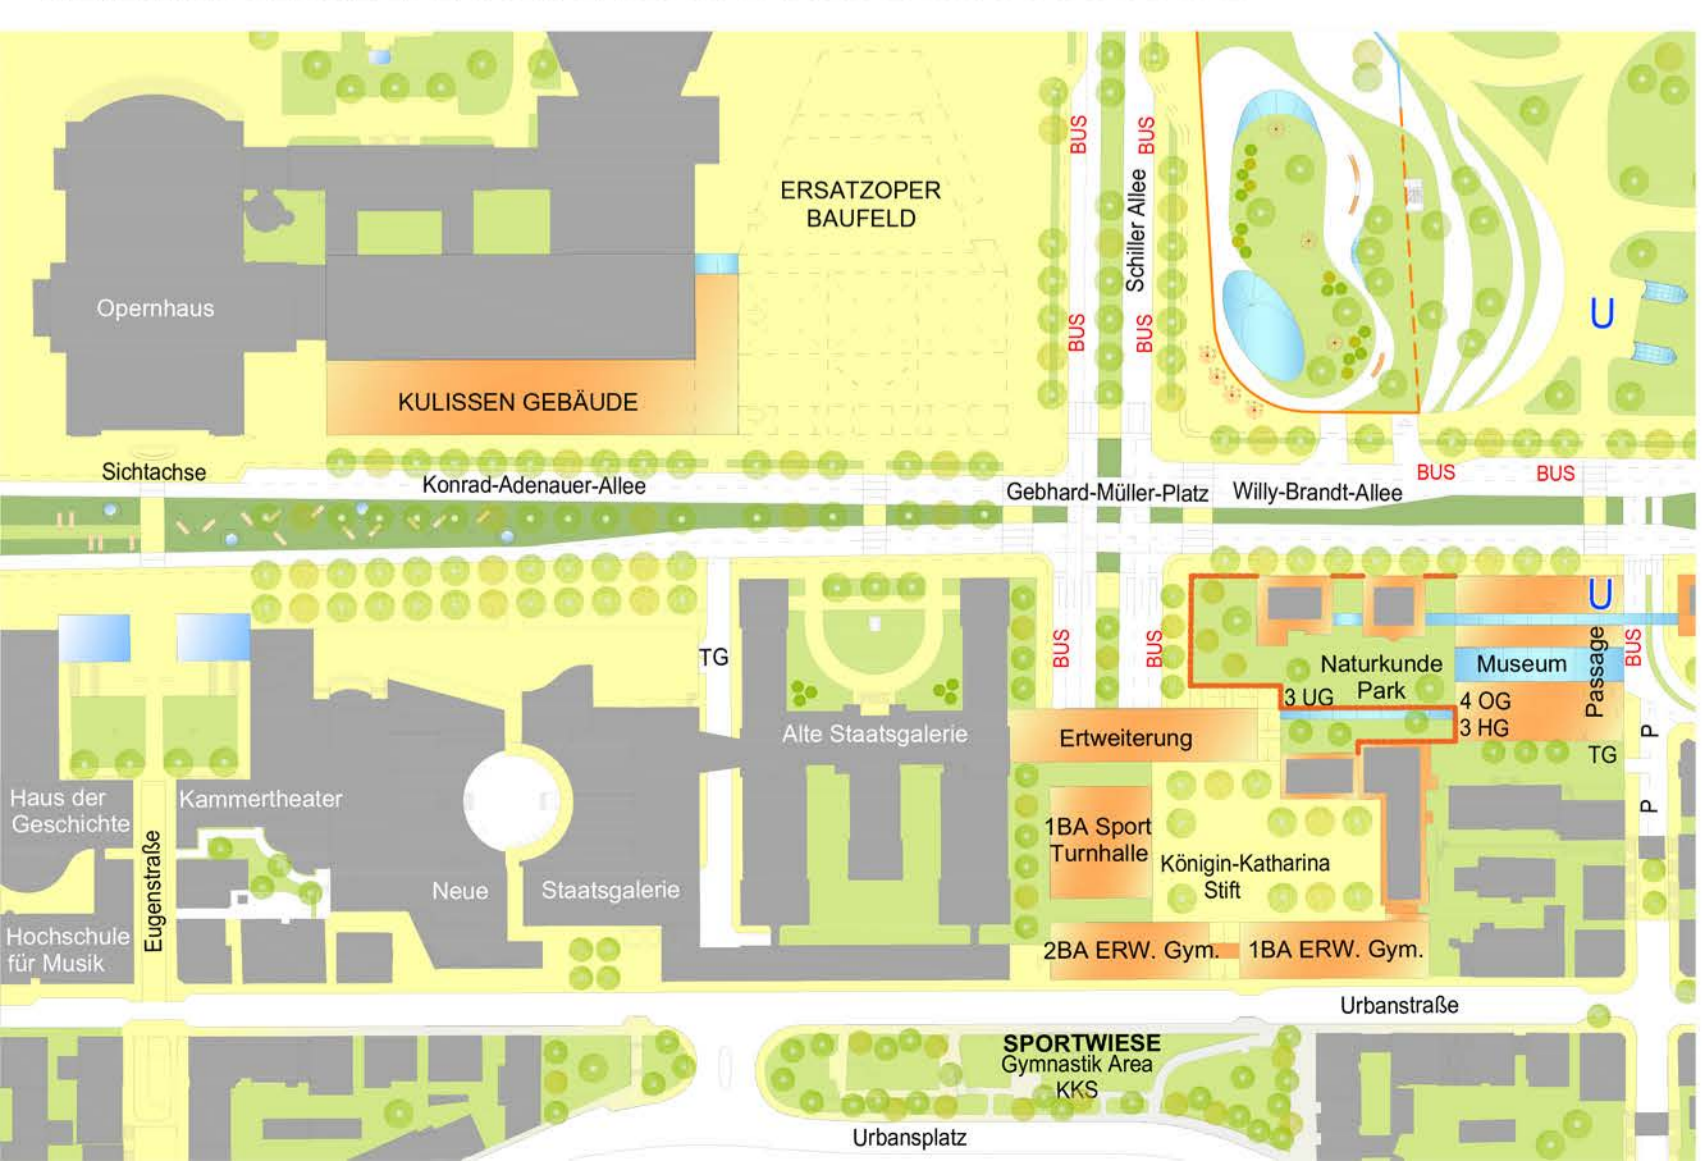 BUS
BUS
Schiller Allee
ERSATZOPER
BAUFELD
Opernhaus
U
BUS
BUS
KULISSEN GEBÄUDE
Sichtachse
Konrad-Adenauer-Allee
Gebhard-Müller-Platz
Willy-Brandt-Allee
BUS
BUS
U
TG
BUS
BUS
Naturkunde
Park
Museum
Passage
BUS
3 UG
4 OG
3 HG
Alte Staatsgalerie
Ertweiterung
TG
P
P
Haus der
Geschichte
Kammertheater
Eugenstraße
1BA Sport
Turnhalle
Königin-Katharina
Stift
Neue
Staatsgalerie
Hochschule
für Musik
2BA ERW. Gym.
1BA ERW. Gym.
Urbanstraße
SPORTWIESE
Gymnastik Area
KKS
Urbansplatz